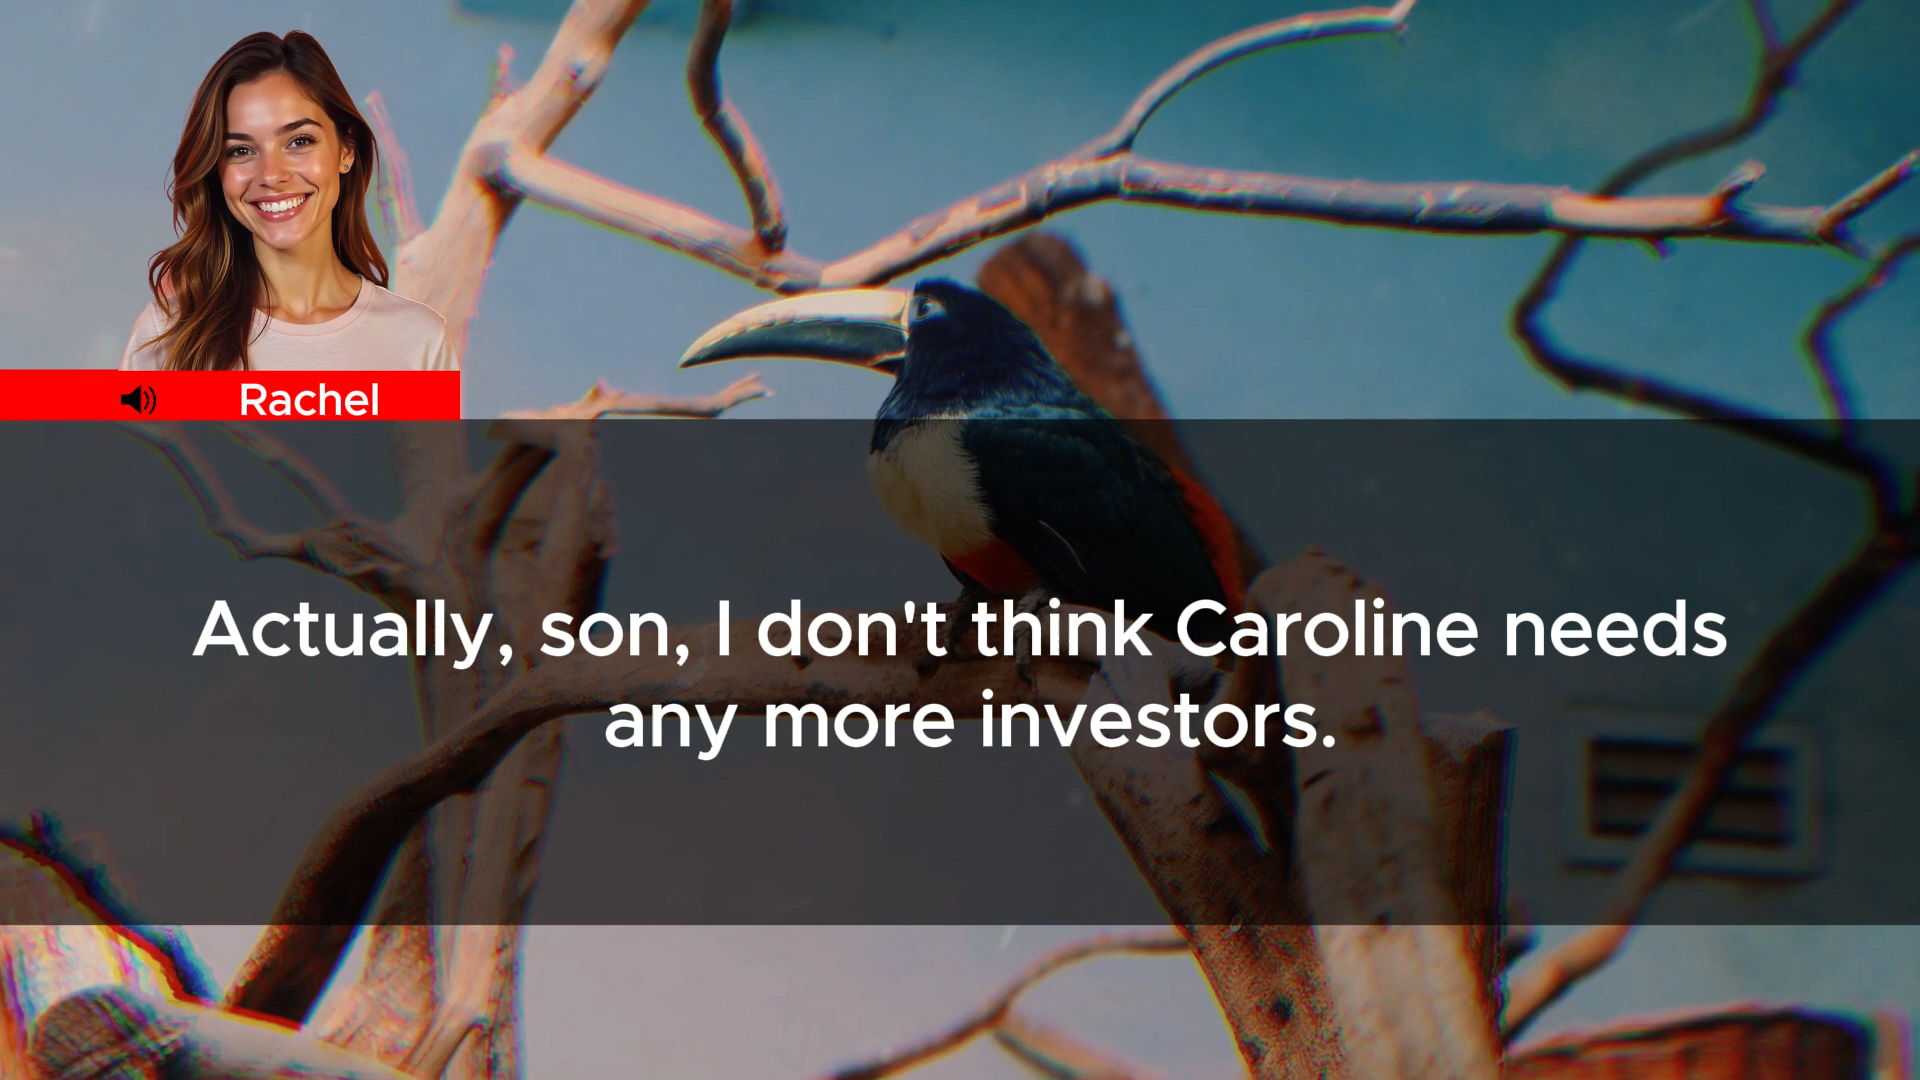 Rachel
Actually, son, I don't think Caroline needs
any more investors.